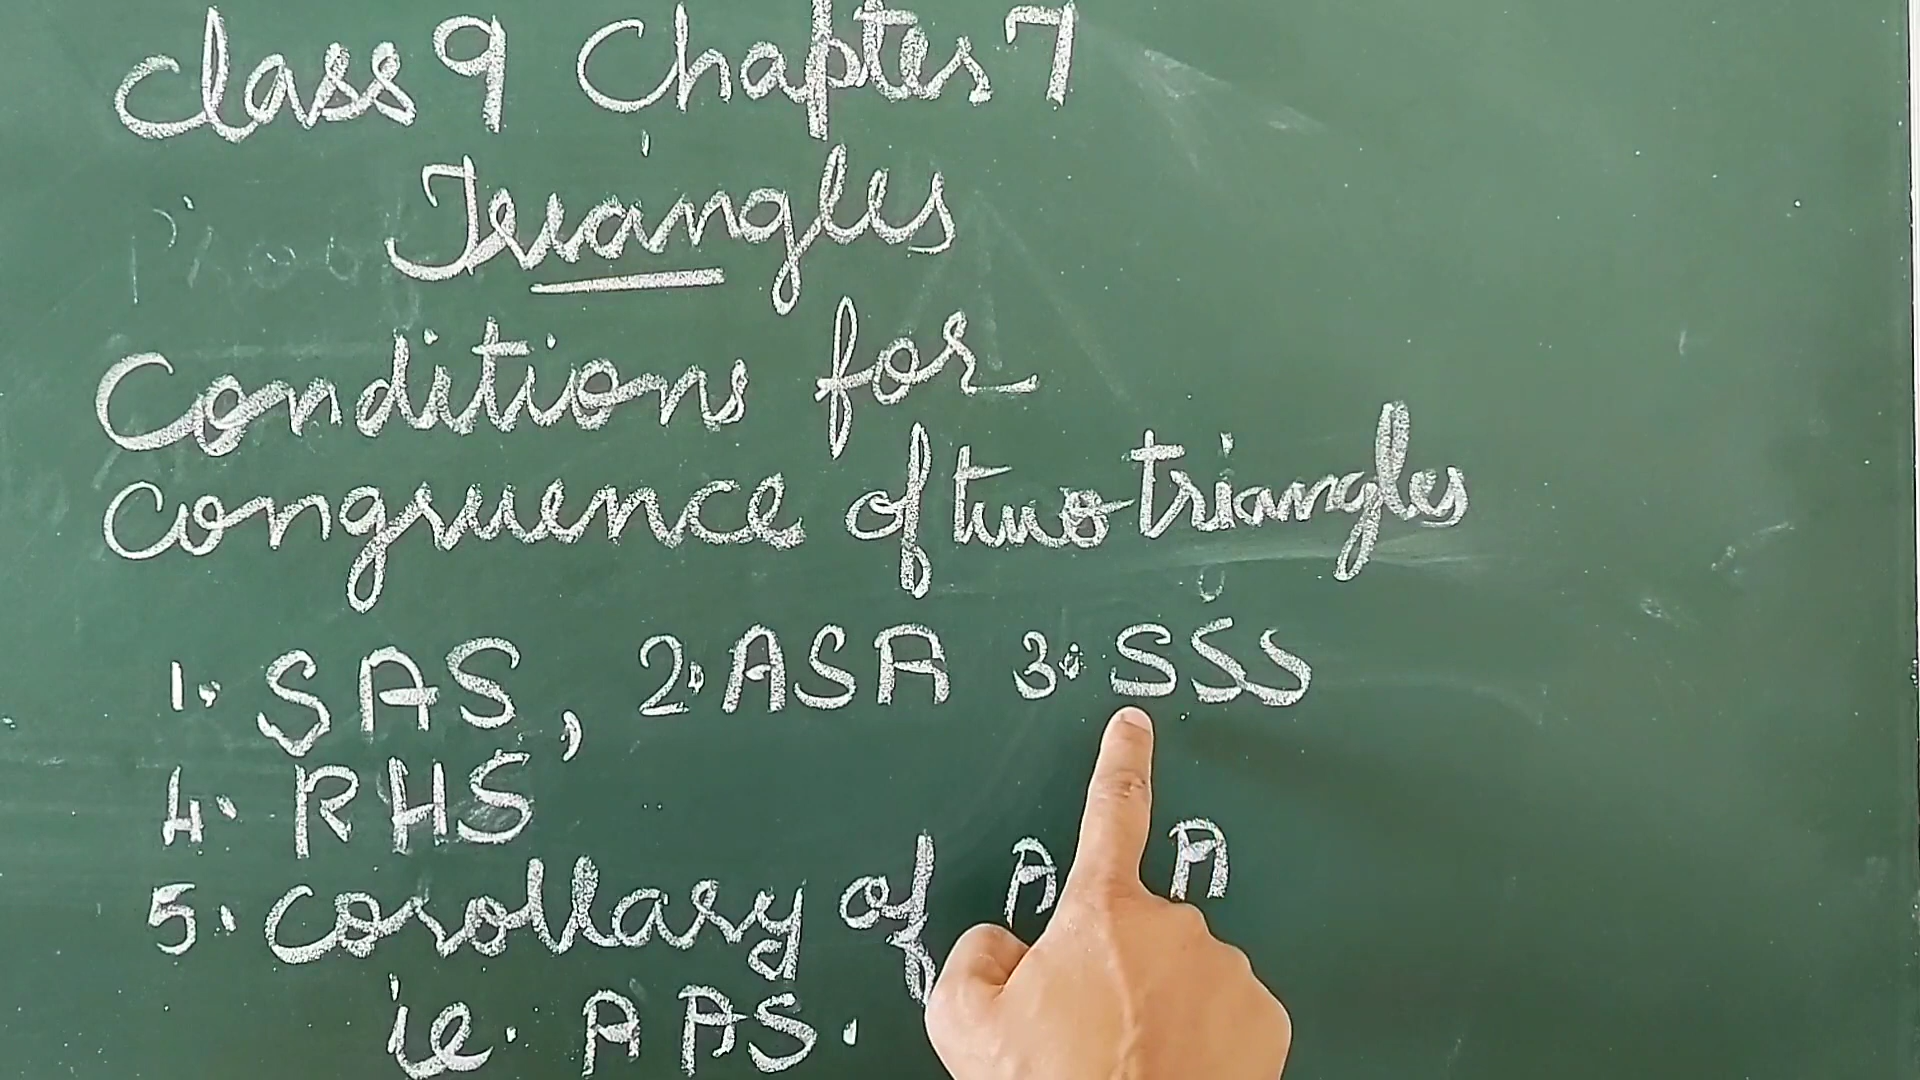 Class 9 Chapter 7
Triangles
Conditions for
congruence of two triangles
1. SAS, 2. ASA 3. SSS
4. RHS
5. corollary of A A
ie. AAS.